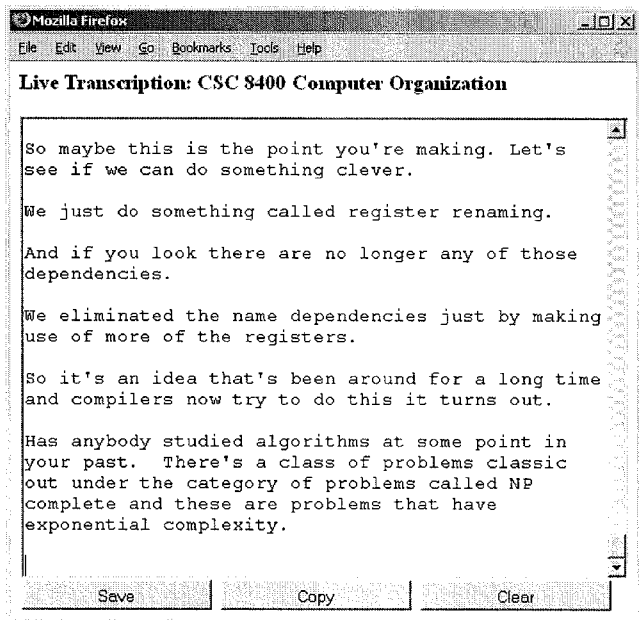 Mozilla Firefox
File Edit View Go Bookmarks Tools Help
Live Transcription: CSC 8400 Computer Organization
So maybe this is the point you're making. Let's
see if we can do something clever.
We just do something called register renaming.
And if you look there are no longer any of those
dependencies.
We eliminated the name dependencies just by making
use of more of the registers.
So it's an idea that's been around for a long time
and compilers now try to do this it turns out.
Has anybody studied algorithms at some point in
your past.  There's a class of problems classic
out under the category of problems called NP
complete and these are problems that have
exponential complexity.
Save Copy Clear